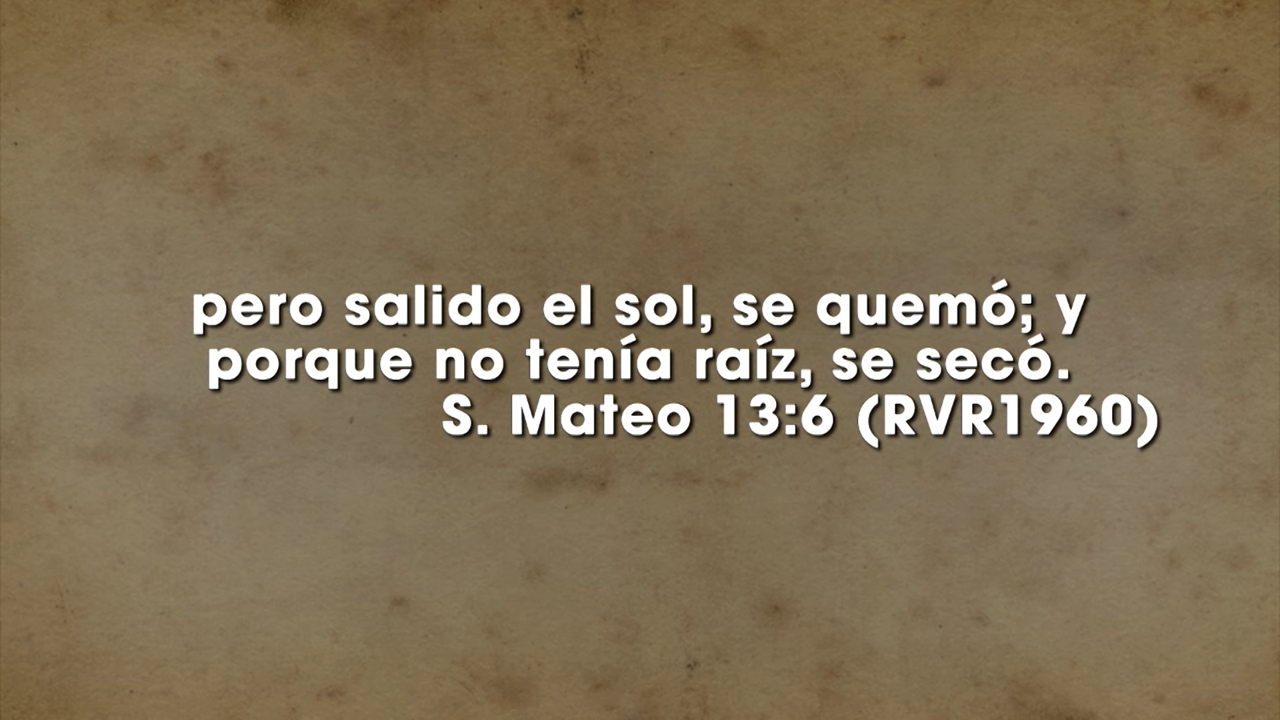 pero salido el sol, se quemó; y
porque no tenía raíz, se secó.
S. Mateo 13:6 (RVR1960)